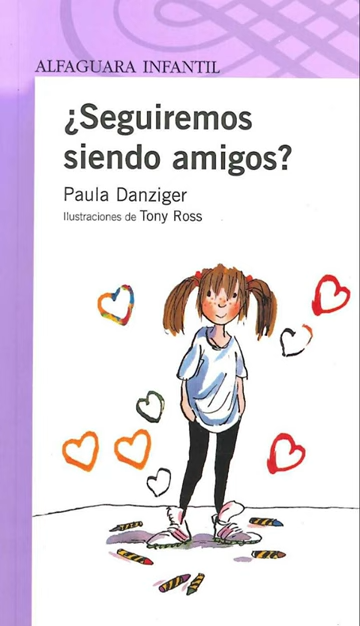 ALFAGUARA INFANTIL
¿Seguiremos
siendo amigos?
Paula Danziger
Ilustraciones de Tony Ross